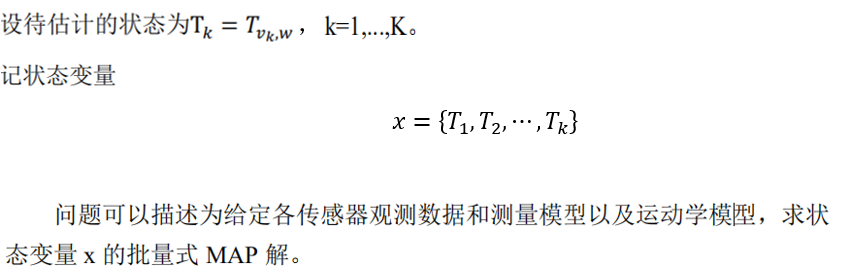 设待估计的状态为T_k = T_{v_k,w}，k=1,...,K。
记状态变量
x = {T_1, T_2, ⋯, T_k}
问题可以描述为给定各传感器观测数据和测量模型以及运动学模型，求状
态变量 x 的批量式 MAP 解。